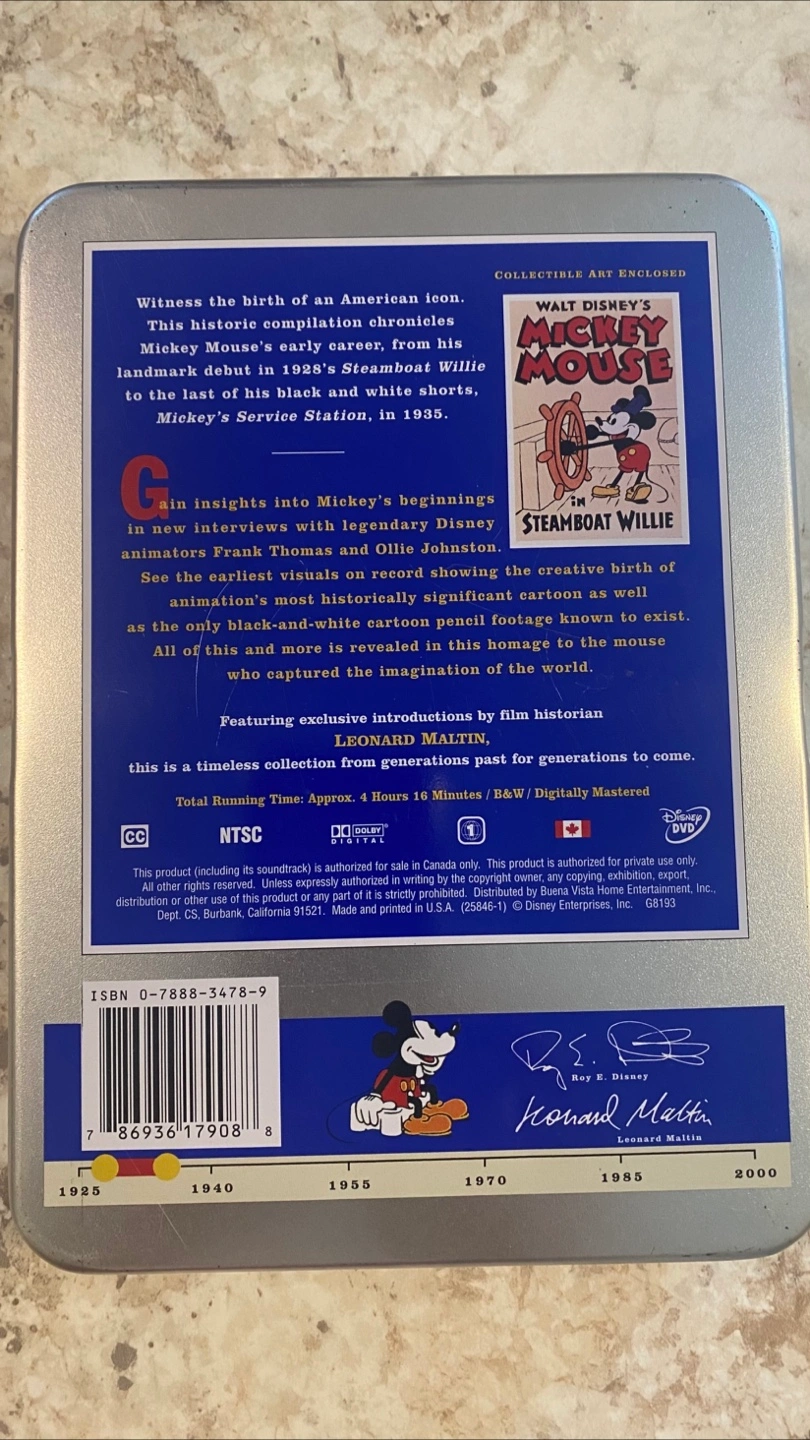 COLLECTIBLE ART ENCLOSED
Witness the birth of an American icon.
This historic compilation chronicles
Mickey Mouse's early career, from his
landmark debut in 1928's Steamboat Willie
to the last of his black and white shorts,
Mickey's Service Station, in 1935.
WALT DISNEY'S
MICKEY
MOUSE
IN
STEAMBOAT WILLIE
Gain insights into Mickey's beginnings
in new interviews with legendary Disney
animators Frank Thomas and Ollie Johnston.
See the earliest visuals on record showing the creative birth of
animation's most historically significant cartoon as well
as the only black-and-white cartoon pencil footage known to exist.
All of this and more is revealed in this homage to the mouse
who captured the imagination of the world.
Featuring exclusive introductions by film historian
LEONARD MALTIN,
this is a timeless collection from generations past for generations to come.
Total Running Time: Approx. 4 Hours 16 Minutes / B&W / Digitally Mastered
CC NTSC DOLBY DIGITAL 1 Disney DVD
This product (including its soundtrack) is authorized for sale in Canada only. This product is authorized for private use only.
All other rights reserved. Unless expressly authorized in writing by the copyright owner, any copying, exhibition, export,
distribution or other use of this product or any part of it is strictly prohibited. Distributed by Buena Vista Home Entertainment, Inc.,
Dept. CS, Burbank, California 91521. Made and printed in U.S.A. (25846-1) © Disney Enterprises, Inc. G8193
ISBN 0-7888-3478-9
7 86936 17908 8
Roy E. Disney
Leonard Maltin
Leonard Maltin
1925 1940 1955 1970 1985 2000